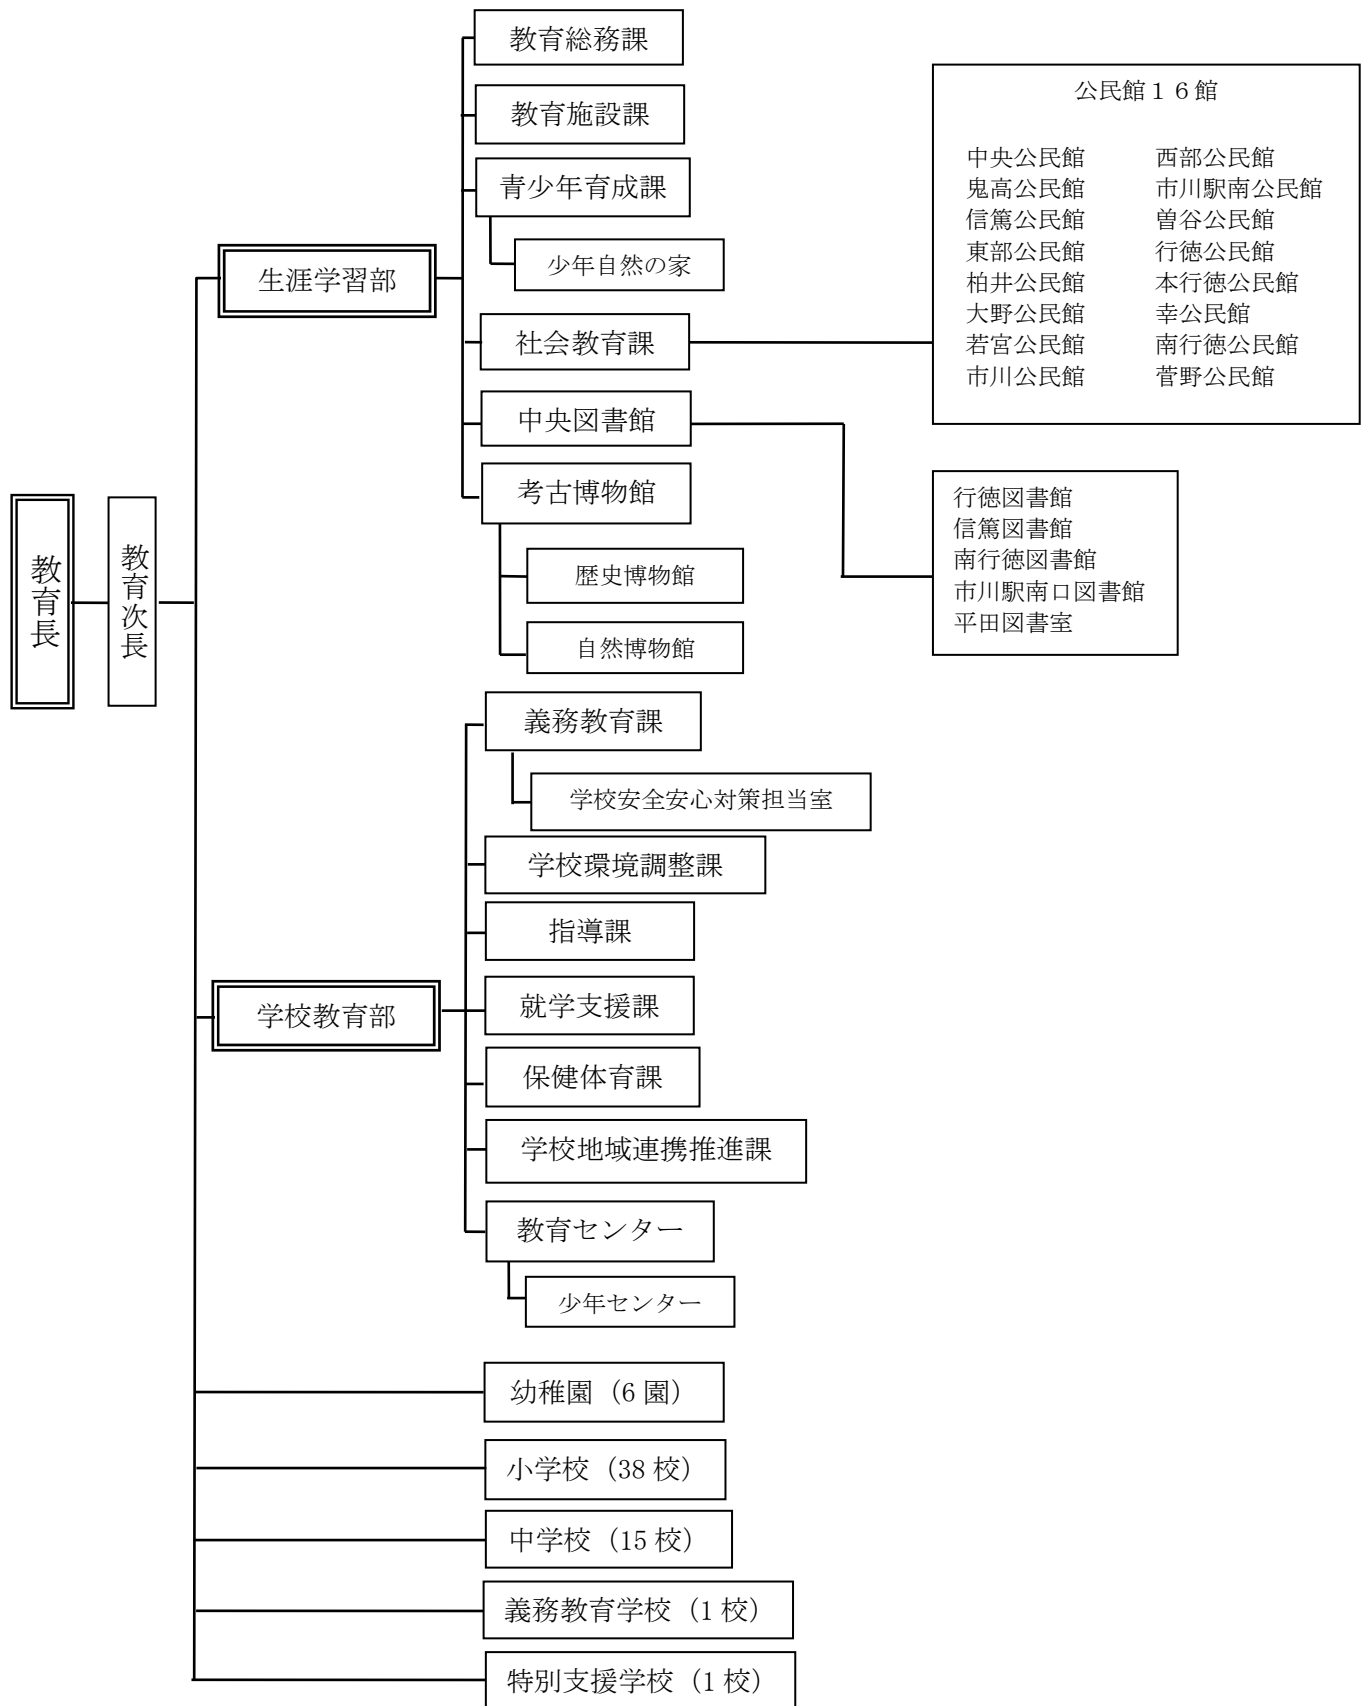 教育長
教育次長
生涯学習部
教育総務課
教育施設課
青少年育成課
少年自然の家
社会教育課
公民館１６館
中央公民館 西部公民館
鬼高公民館 市川駅南公民館
信篤公民館 曽谷公民館
東部公民館 行徳公民館
柏井公民館 本行徳公民館
大野公民館 幸公民館
若宮公民館 南行徳公民館
市川公民館 菅野公民館
中央図書館
行徳図書館
信篤図書館
南行徳図書館
市川駅南口図書館
平田図書室
考古博物館
歴史博物館
自然博物館
学校教育部
義務教育課
学校安全安心対策担当室
学校環境調整課
指導課
就学支援課
保健体育課
学校地域連携推進課
教育センター
少年センター
幼稚園（6 園）
小学校（38 校）
中学校（15 校）
義務教育学校（1 校）
特別支援学校（1 校）